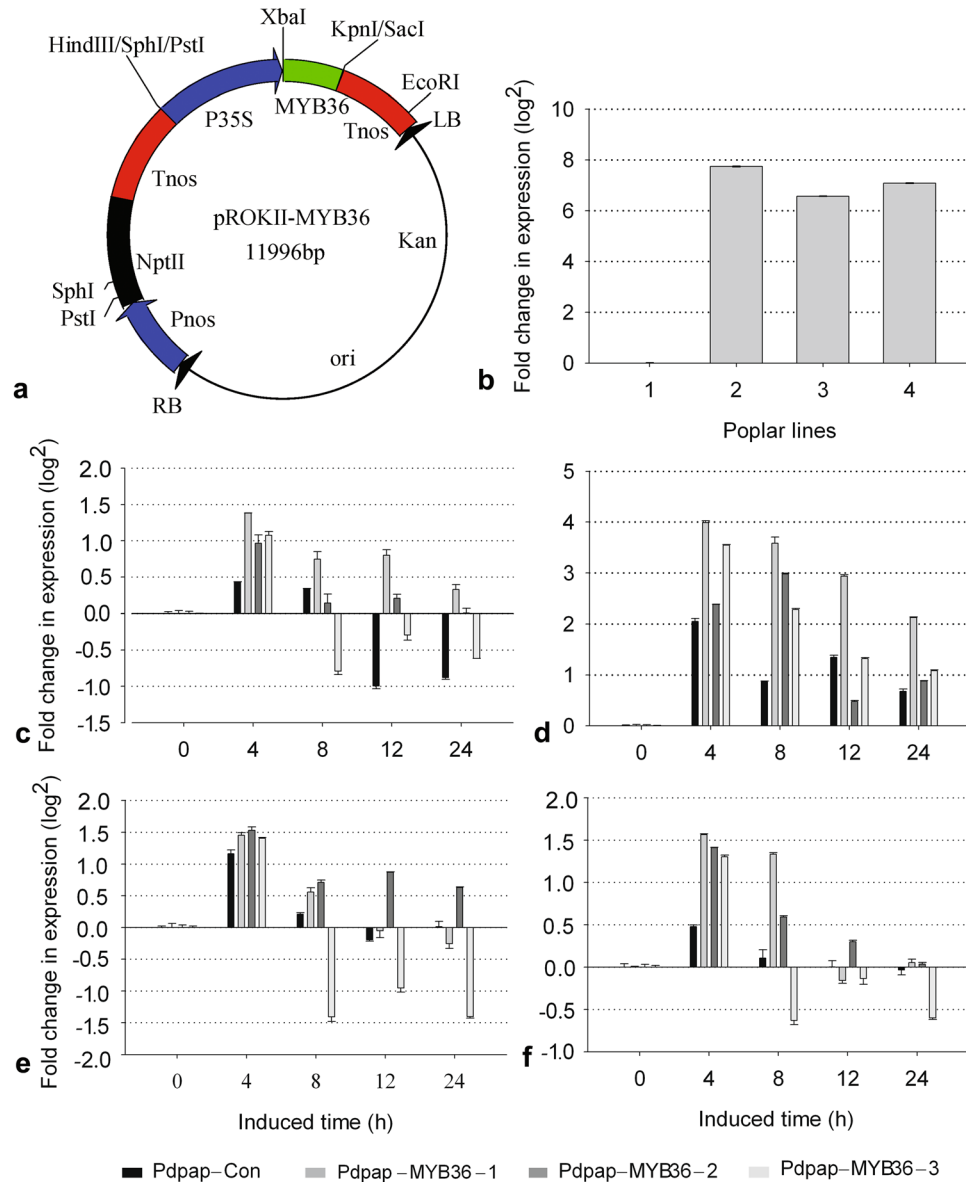 XbaI
KpnI/SacI
HindIII/SphI/PstI
EcoRI
P35S
MYB36
LB
Tnos
Tnos
pROKII-MYB36
11996bp
Kan
NptII
SphI
PstI
Pnos
ori
RB
a
Fold change in expression (log2)
10
8
6
4
2
0
1 2 3 4
Poplar lines
b
Fold change in expression (log2)
2.0
1.5
1.0
0.5
0.0
-0.5
-1.0
-1.5
0 4 8 12 24
c
5
4
3
2
1
0
0 4 8 12 24
d
Fold change in expression (log2)
2.0
1.5
1.0
0.5
0.0
-0.5
-1.0
-1.5
-2.0
0 4 8 12 24
Induced time (h)
e
2.0
1.5
1.0
0.5
0.0
-0.5
-1.0
0 4 8 12 24
Induced time (h)
f
Pdpap–Con Pdpap–MYB36–1 Pdpap–MYB36–2 Pdpap–MYB36–3